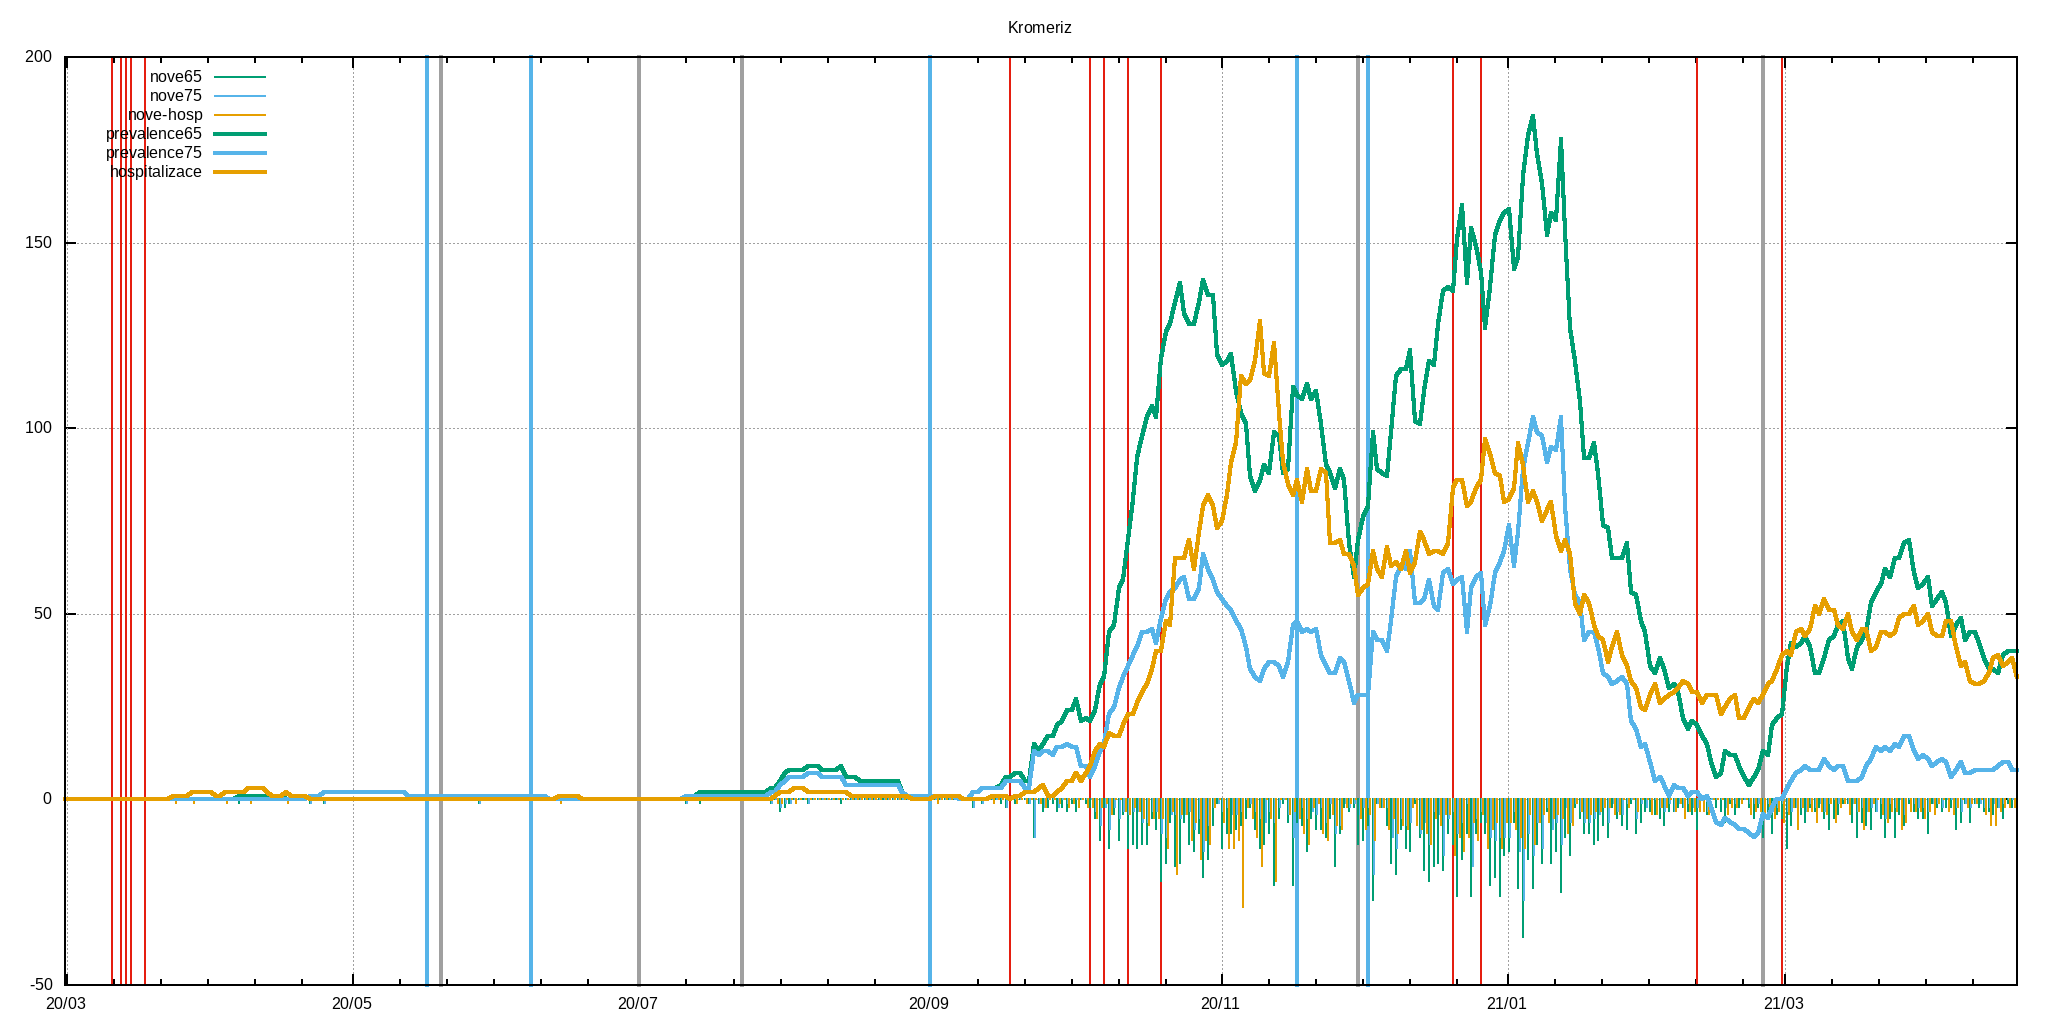 Kromeriz
200
150
100
50
0
-50
nove65
nove75
nove-hosp
prevalence65
prevalence75
hospitalizace
20/03 20/05 20/07 20/09 20/11 21/01 21/03